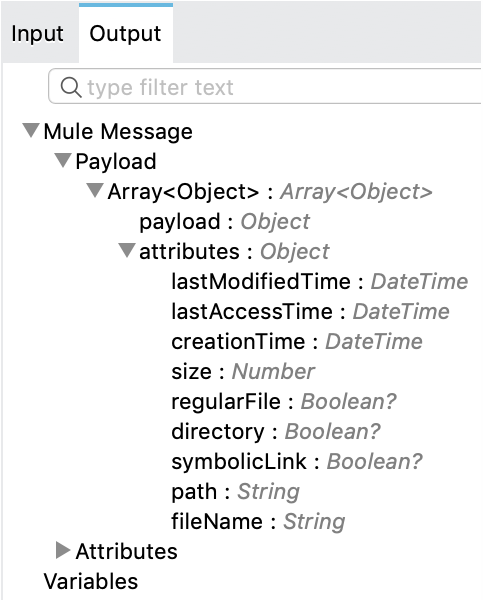 Input Output
type filter text
Mule Message
Payload
Array<Object> : Array<Object>
payload : Object
attributes : Object
lastModifiedTime : DateTime
lastAccessTime : DateTime
creationTime : DateTime
size : Number
regularFile : Boolean?
directory : Boolean?
symbolicLink : Boolean?
path : String
fileName : String
Attributes
Variables